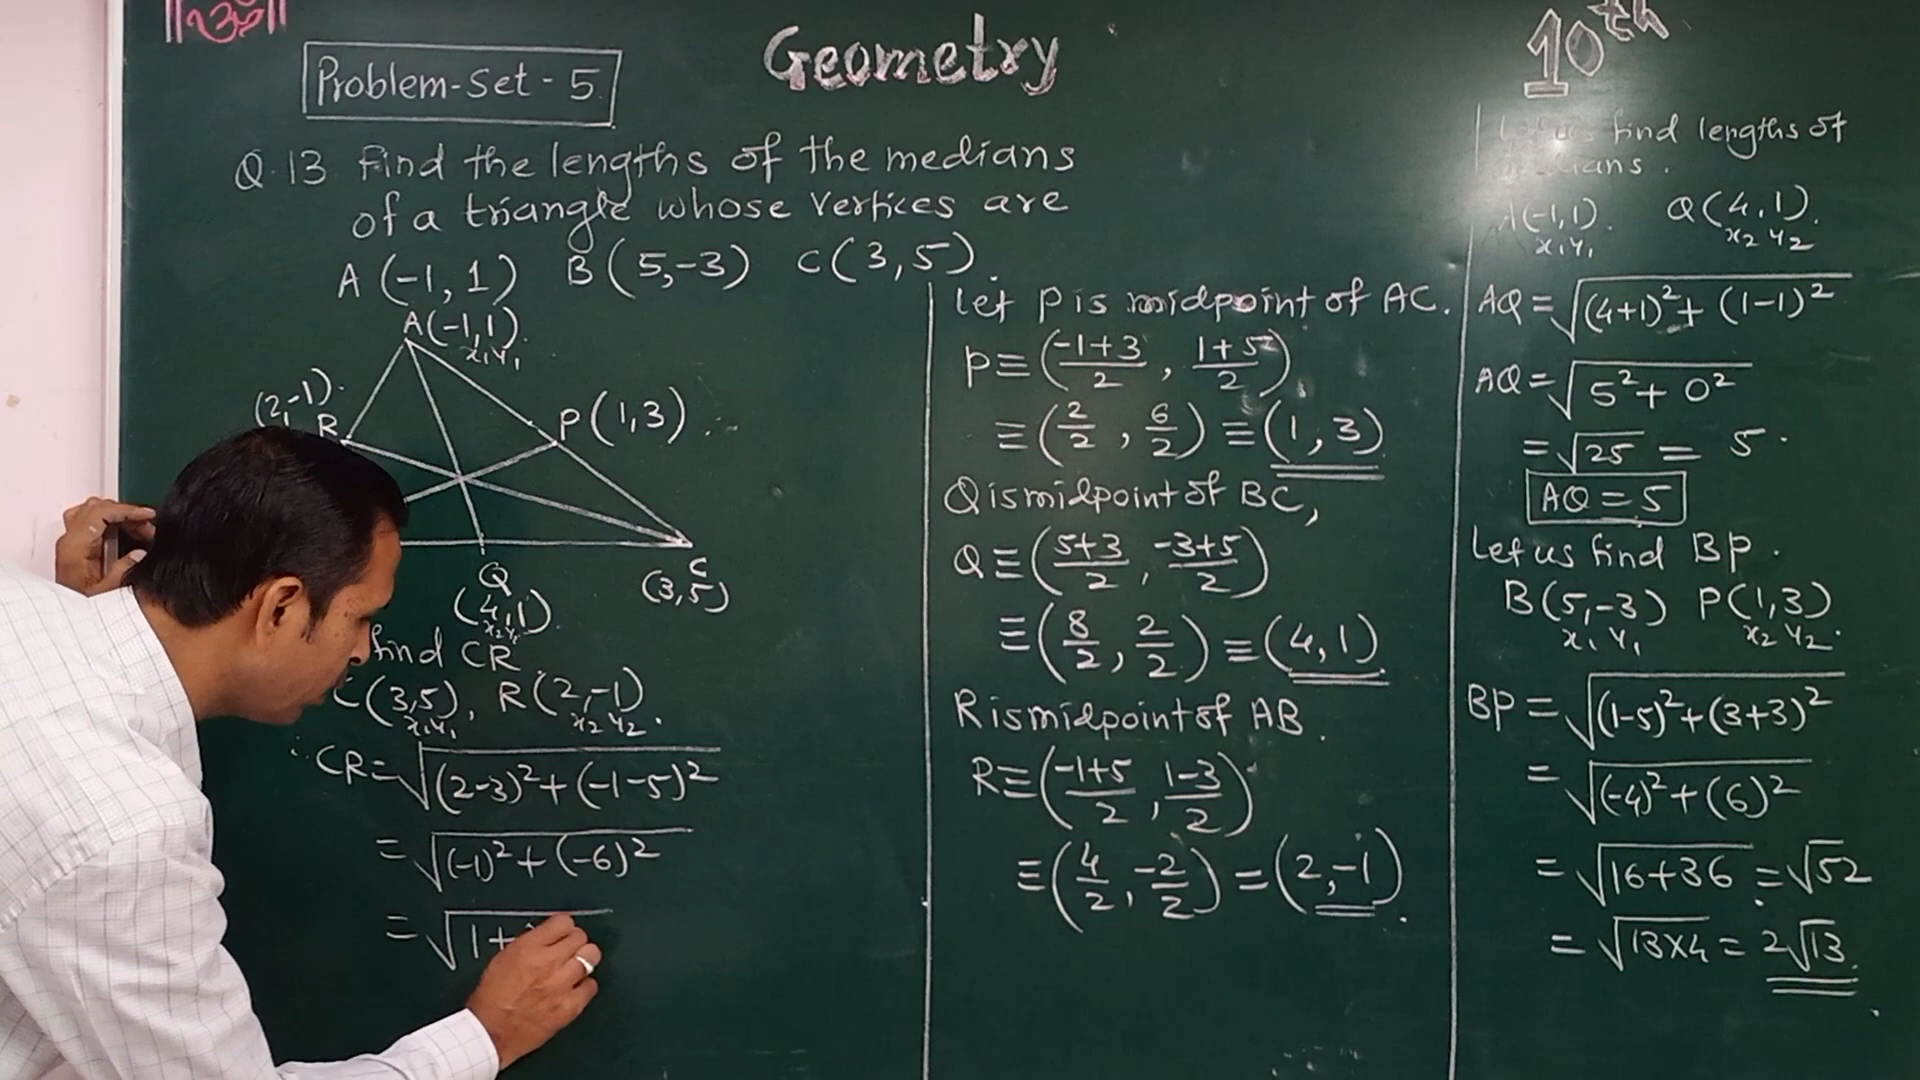 ॥ॐ॥
Geometry
10th
Problem-Set-5.
Q.13 Find the lengths of the medians
of a triangle whose vertices are
A (-1, 1) B (5,-3) C (3, 5).
A(-1,1).
x₁ y₁
(2,-1).
R
P (1,3)
Q
(4,1)
C
(3,5)
find CR
C(3,5), R(2,-1).
x₁ y₁ x₂ y₂
∴ CR = √((2-3)² + (-1-5)²)
= √((-1)² + (-6)²)
= √(1+
Let P is midpoint of AC.
P ≡ ((-1+3)/2, (1+5)/2)
≡ (2/2, 6/2) ≡ (1, 3)
Q is midpoint of BC,
Q ≡ ((5+3)/2, (-3+5)/2)
≡ (8/2, 2/2) ≡ (4, 1)
R is midpoint of AB.
R ≡ ((-1+5)/2, (1-3)/2)
≡ (4/2, -2/2) = (2,-1).
Let us find lengths of
medians.
A(-1,1). Q(4,1).
x₁ y₁ x₂ y₂
AQ = √((4+1)² + (1-1)²)
AQ = √(5² + 0²)
= √25 = 5.
AQ = 5
Let us find BP.
B(5,-3) P(1,3)
x₁ y₁ x₂ y₂.
BP = √((1-5)² + (3+3)²)
= √((-4)² + (6)²)
= √(16+36) = √52
= √(13×4) = 2√13.